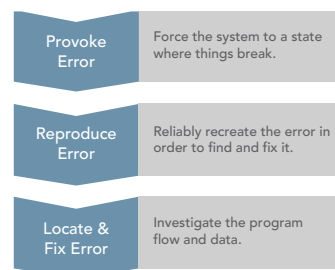 Provoke
Error
Force the system to a state
where things break.
Reproduce
Error
Reliably recreate the error in
order to find and fix it.
Locate &
Fix Error
Investigate the program
flow and data.